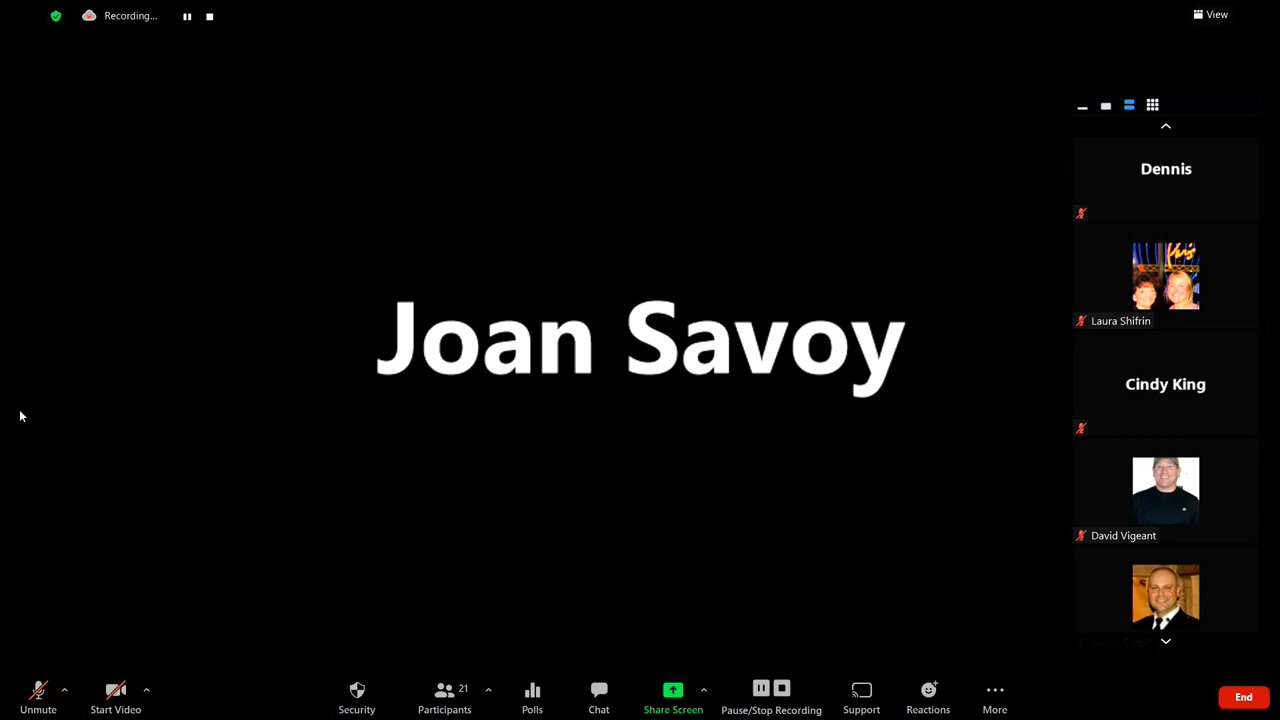 Recording...
View
Dennis
Laura Shifrin
Joan Savoy
Cindy King
David Vigeant
21
Unmute
Start Video
Security
Participants
Polls
Chat
Share Screen
Pause/Stop Recording
Support
Reactions
More
End